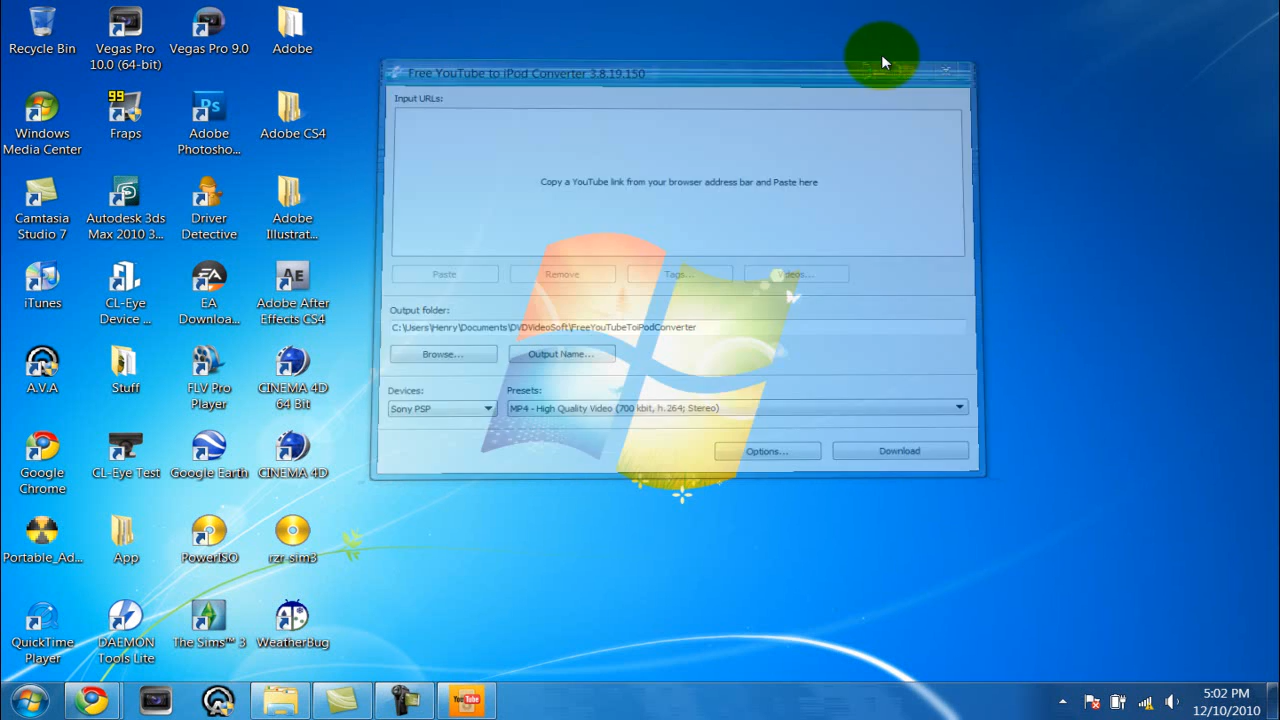 Recycle Bin
Vegas Pro
10.0 (64-bit)
Vegas Pro 9.0
Adobe
Windows
Media Center
99
Fraps
Adobe
Photosho...
Adobe CS4
Camtasia
Studio 7
Autodesk 3ds
Max 2010 3...
Driver
Detective
Adobe
Illustrat...
iTunes
CL-Eye
Device ...
EA
Downloa...
Adobe After
Effects CS4
A.V.A
Stuff
FLV Pro
Player
CINEMA 4D
64 Bit
Google
Chrome
CL-Eye Test
Google Earth
CINEMA 4D
Portable_Ad...
App
PowerISO
rzr-sim3
QuickTime
Player
DAEMON
Tools Lite
The Sims™ 3
WeatherBug
Free YouTube to iPod Converter 3.8.19.150
Input URLs:
Copy a YouTube link from your browser address bar and Paste here
Paste
Remove
Tags...
Videos...
Output folder:
C:\Users\Henry\Documents\DVDVideoSoft\FreeYouTubeToiPodConverter
Browse...
Output Name...
Devices:
Presets:
Sony PSP
MP4 - High Quality Video (700 kbit, h.264; Stereo)
Options...
Download
Ps
EA
AE
You Tube
5:02 PM
12/10/2010